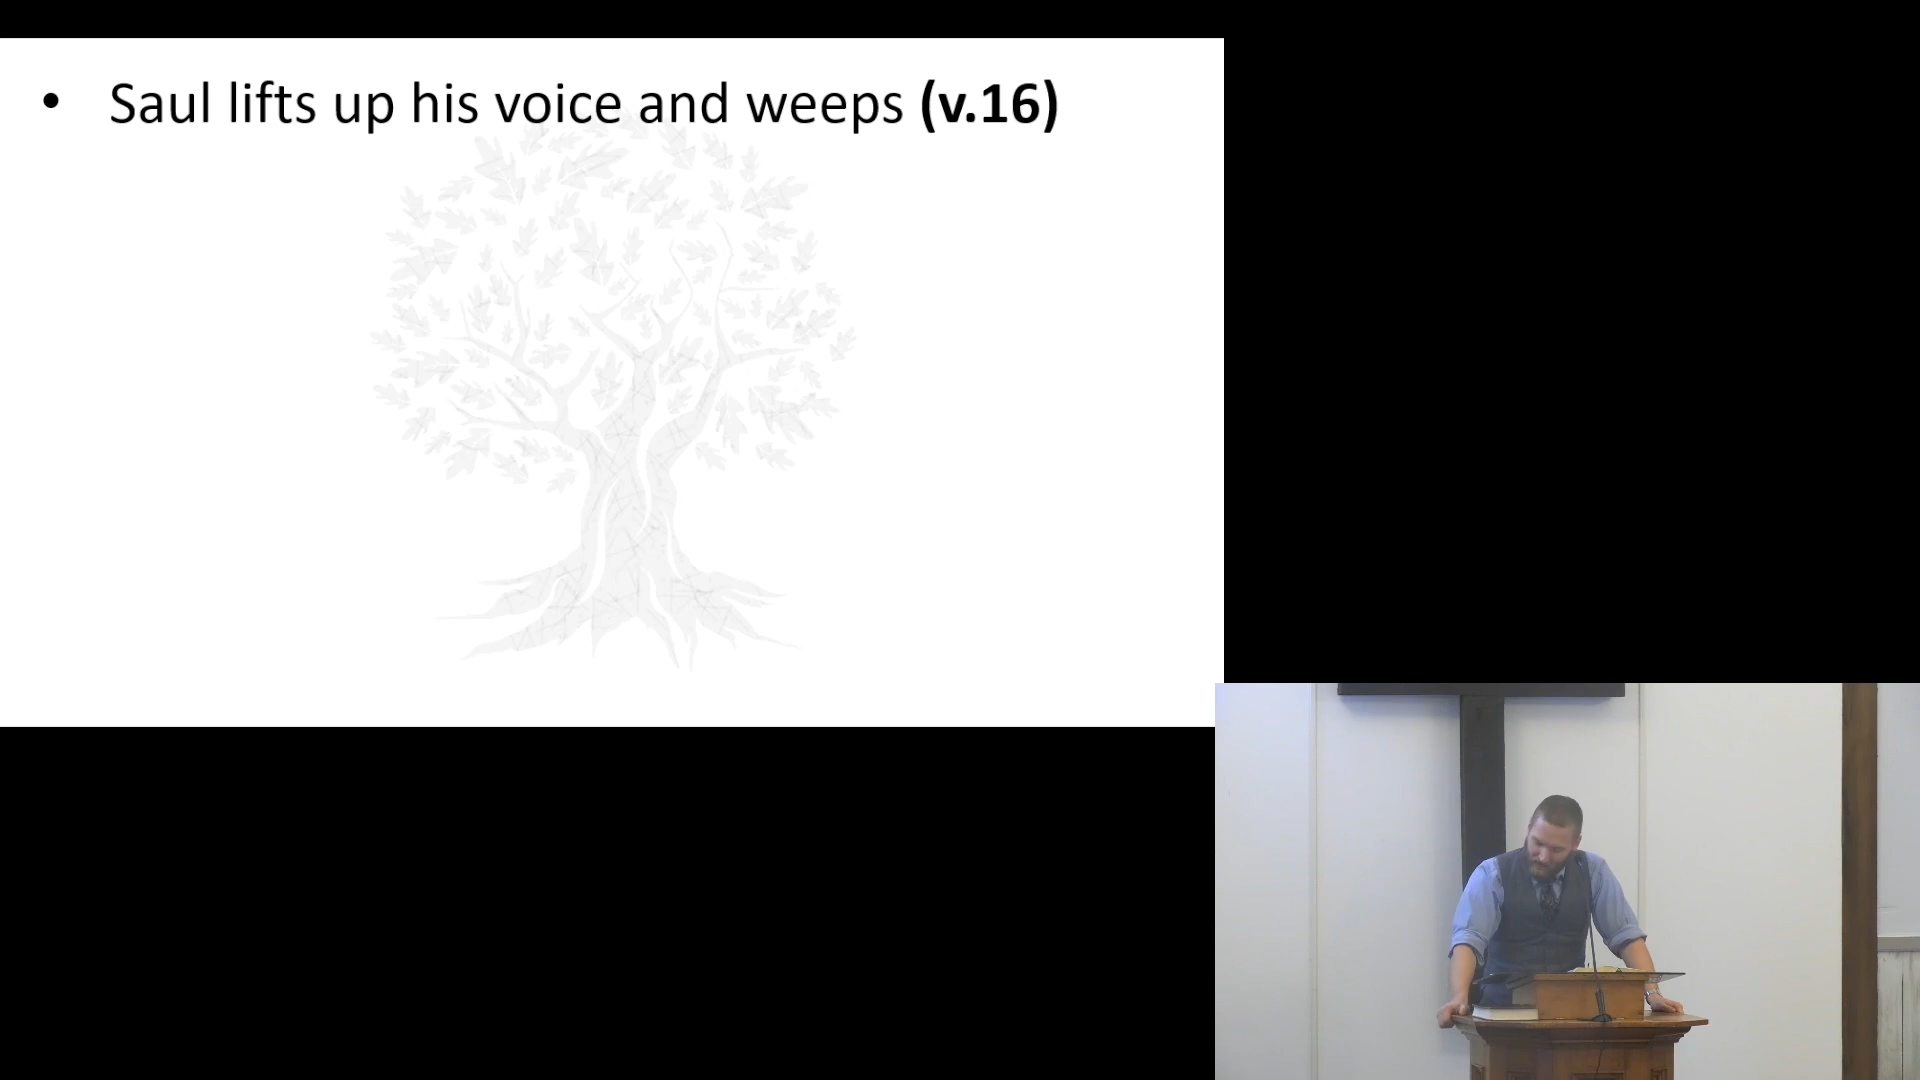 • Saul lifts up his voice and weeps (v.16)